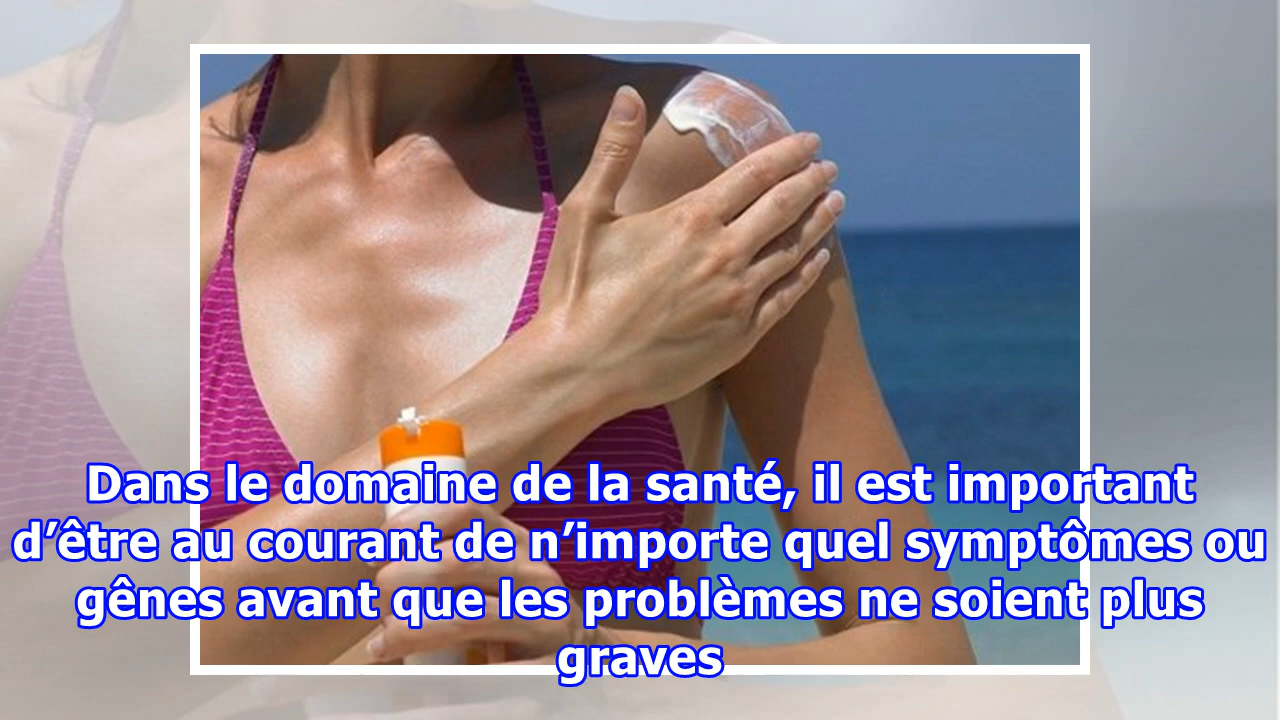 Dans le domaine de la santé, il est important
d’être au courant de n’importe quel symptômes ou
gênes avant que les problèmes ne soient plus
graves